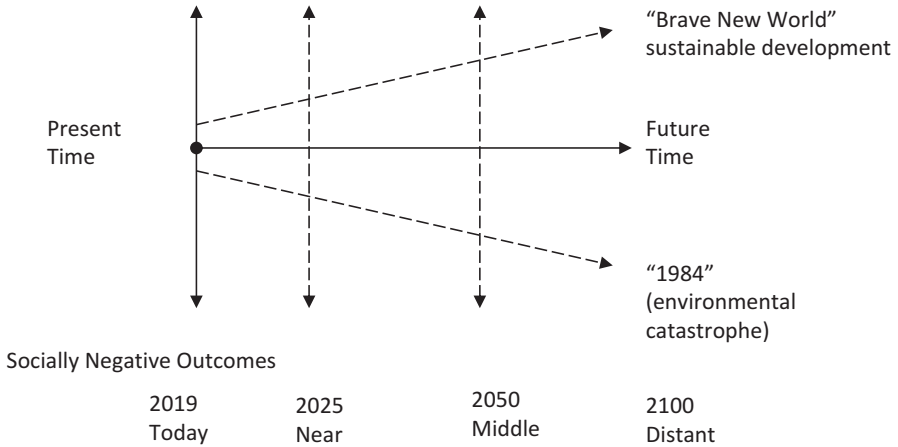 “Brave New World”
sustainable development
Present
Time
Future
Time
“1984”
(environmental
catastrophe)
Socially Negative Outcomes
2019
Today
2025
Near
2050
Middle
2100
Distant